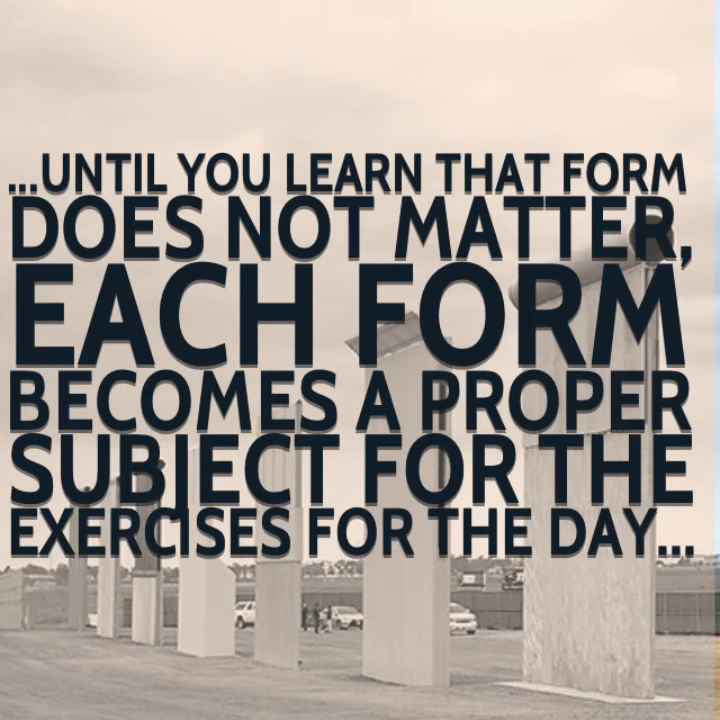 ...UNTIL YOU LEARN THAT FORM
DOES NOT MATTER,
EACH FORM
BECOMES A PROPER
SUBJECT FOR THE
EXERCISES FOR THE DAY...